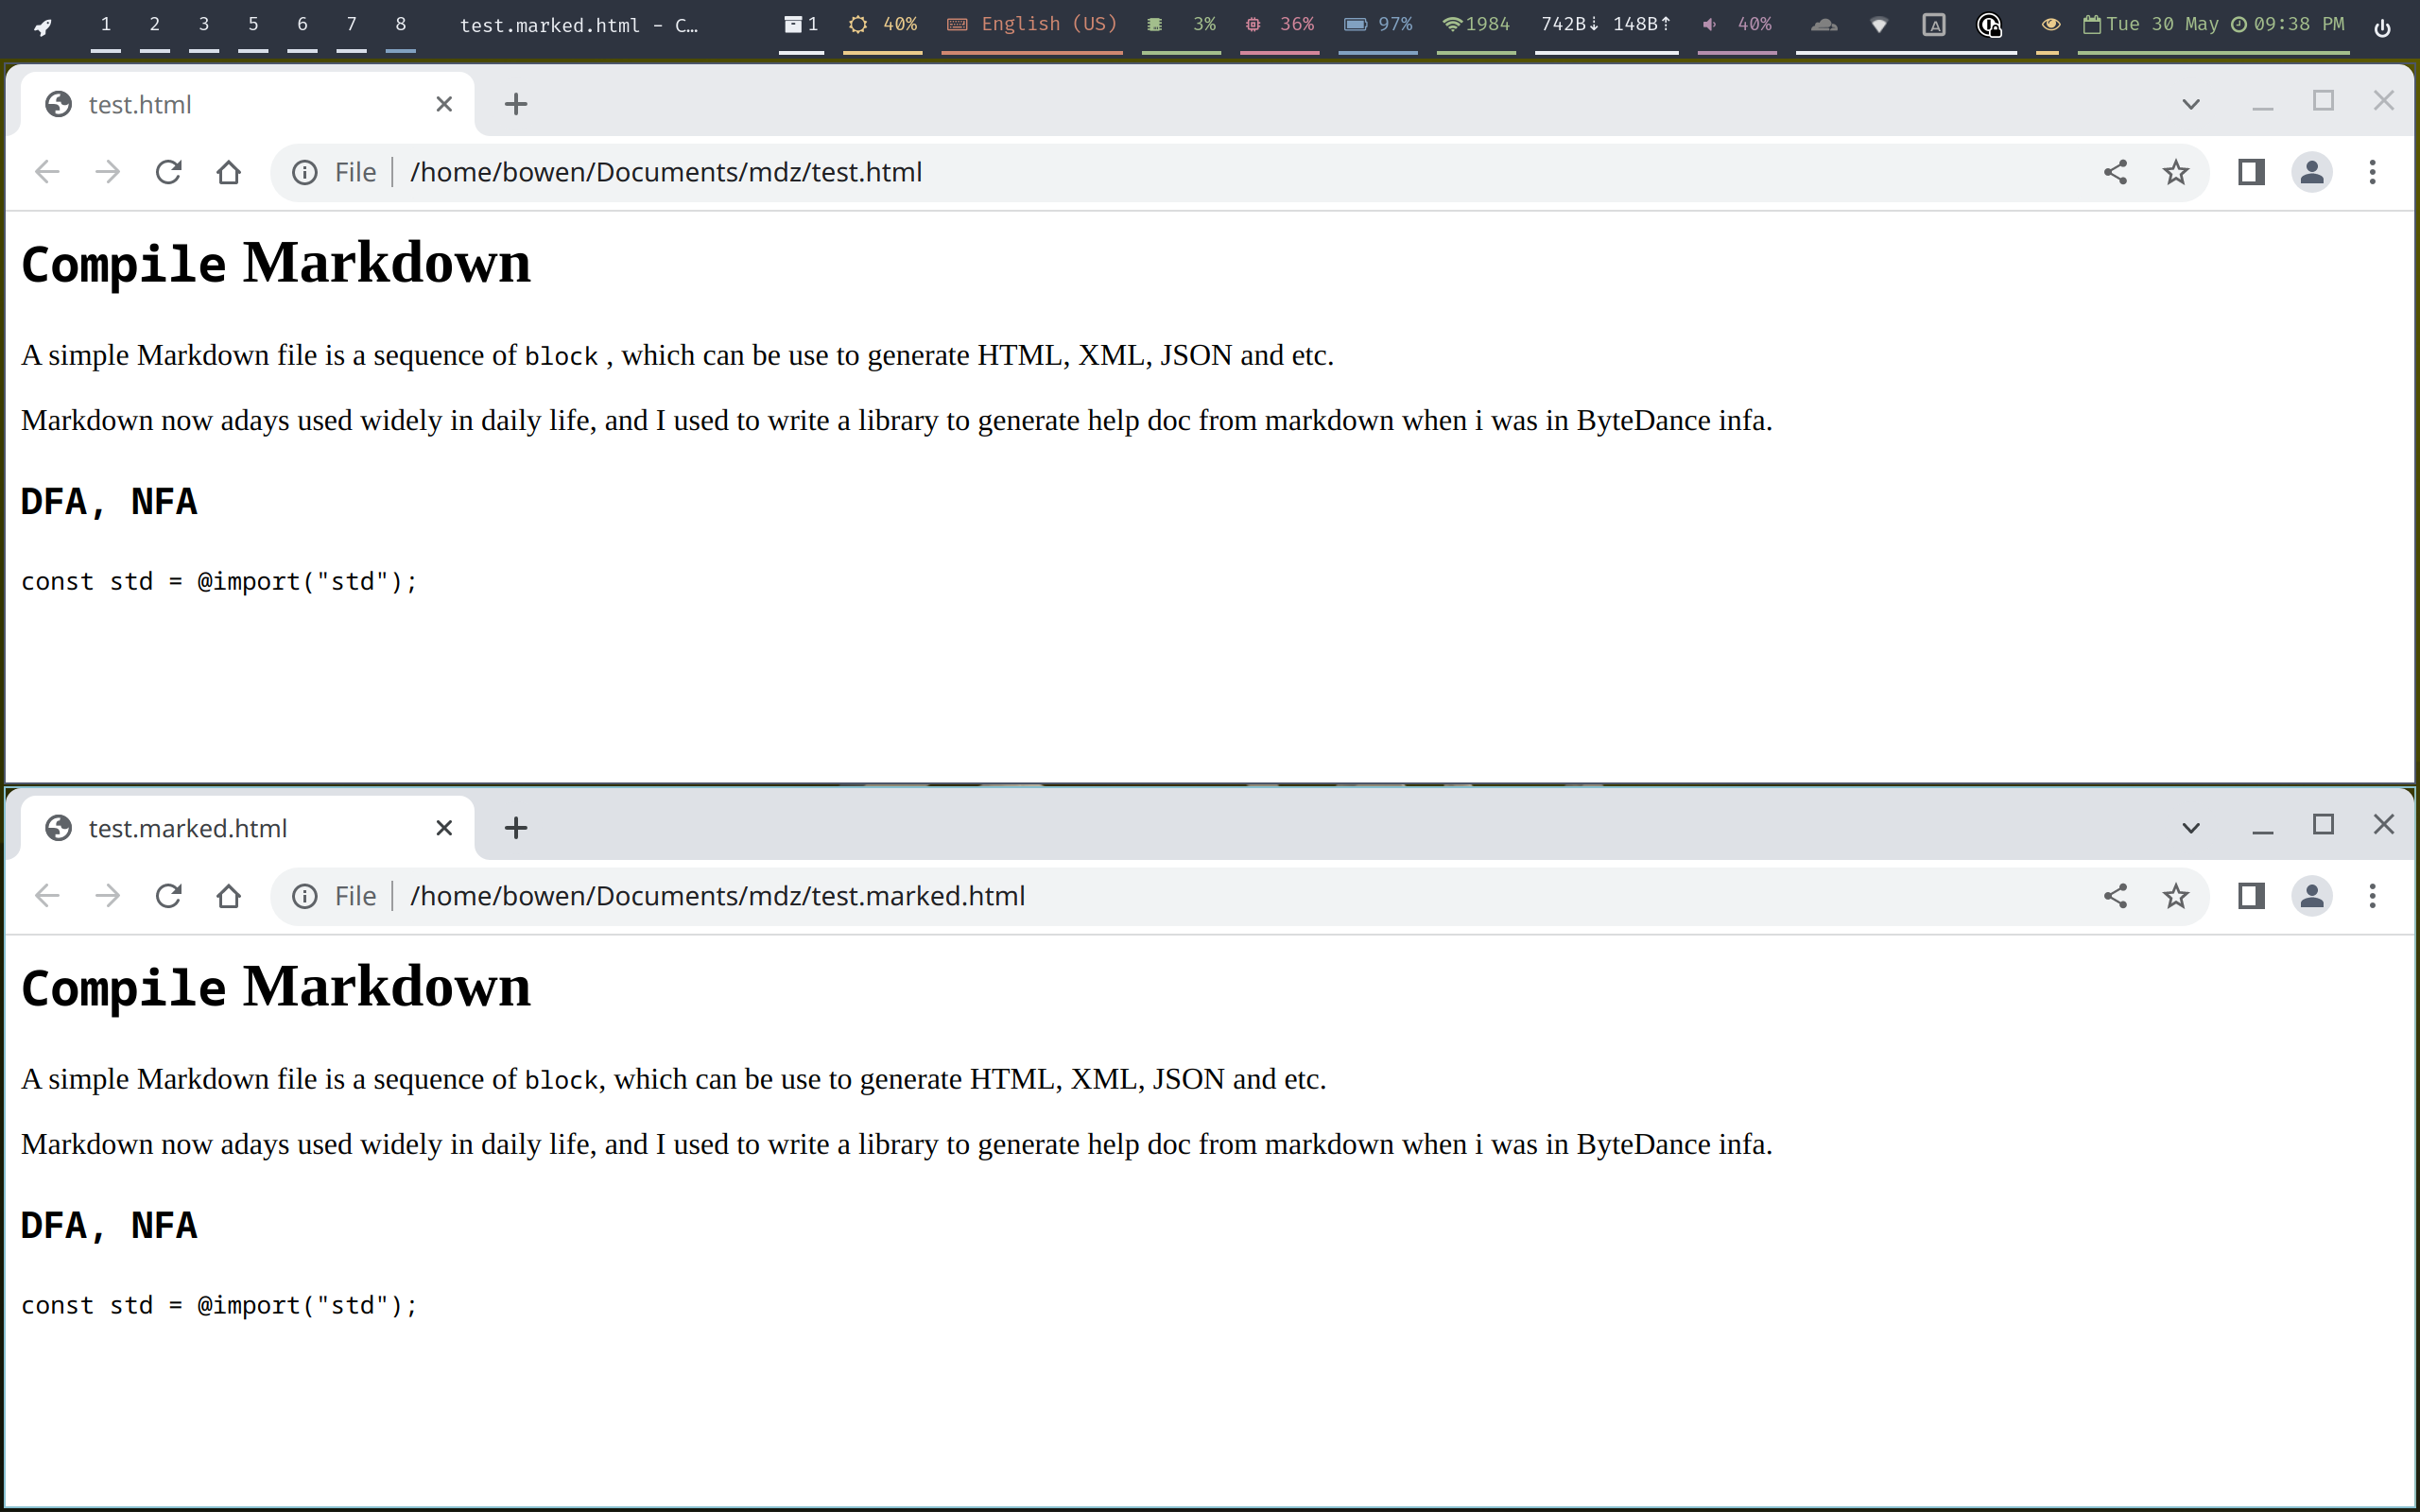 1 2 3 5 6 7 8 test.marked.html - C… 1 40% English (US) 3% 36% 97% 1984 742B↓ 148B↑ 40% A Tue 30 May 09:38 PM
test.html
File /home/bowen/Documents/mdz/test.html
Compile Markdown
A simple Markdown file is a sequence of block , which can be use to generate HTML, XML, JSON and etc.
Markdown now adays used widely in daily life, and I used to write a library to generate help doc from markdown when i was in ByteDance infa.
DFA, NFA
const std = @import("std");
test.marked.html
File /home/bowen/Documents/mdz/test.marked.html
Compile Markdown
A simple Markdown file is a sequence of block, which can be use to generate HTML, XML, JSON and etc.
Markdown now adays used widely in daily life, and I used to write a library to generate help doc from markdown when i was in ByteDance infa.
DFA, NFA
const std = @import("std");